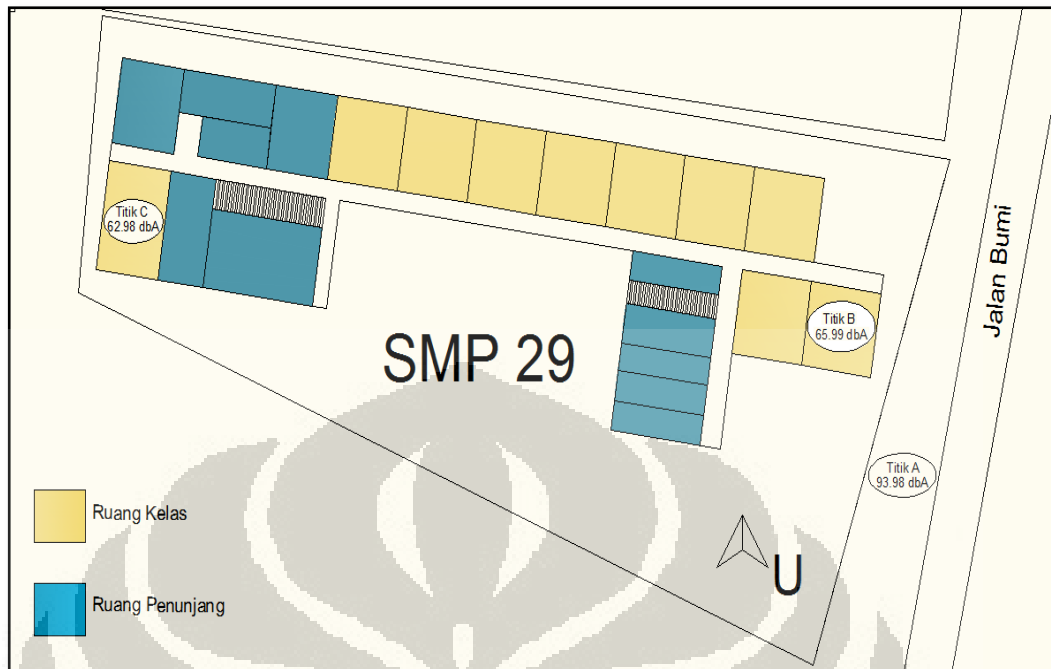 Titik C
62.98 dbA
Titik B
65.99 dbA
Jalan Bumi
SMP 29
Titik A
93.98 dbA
Ruang Kelas
U
Ruang Penunjang